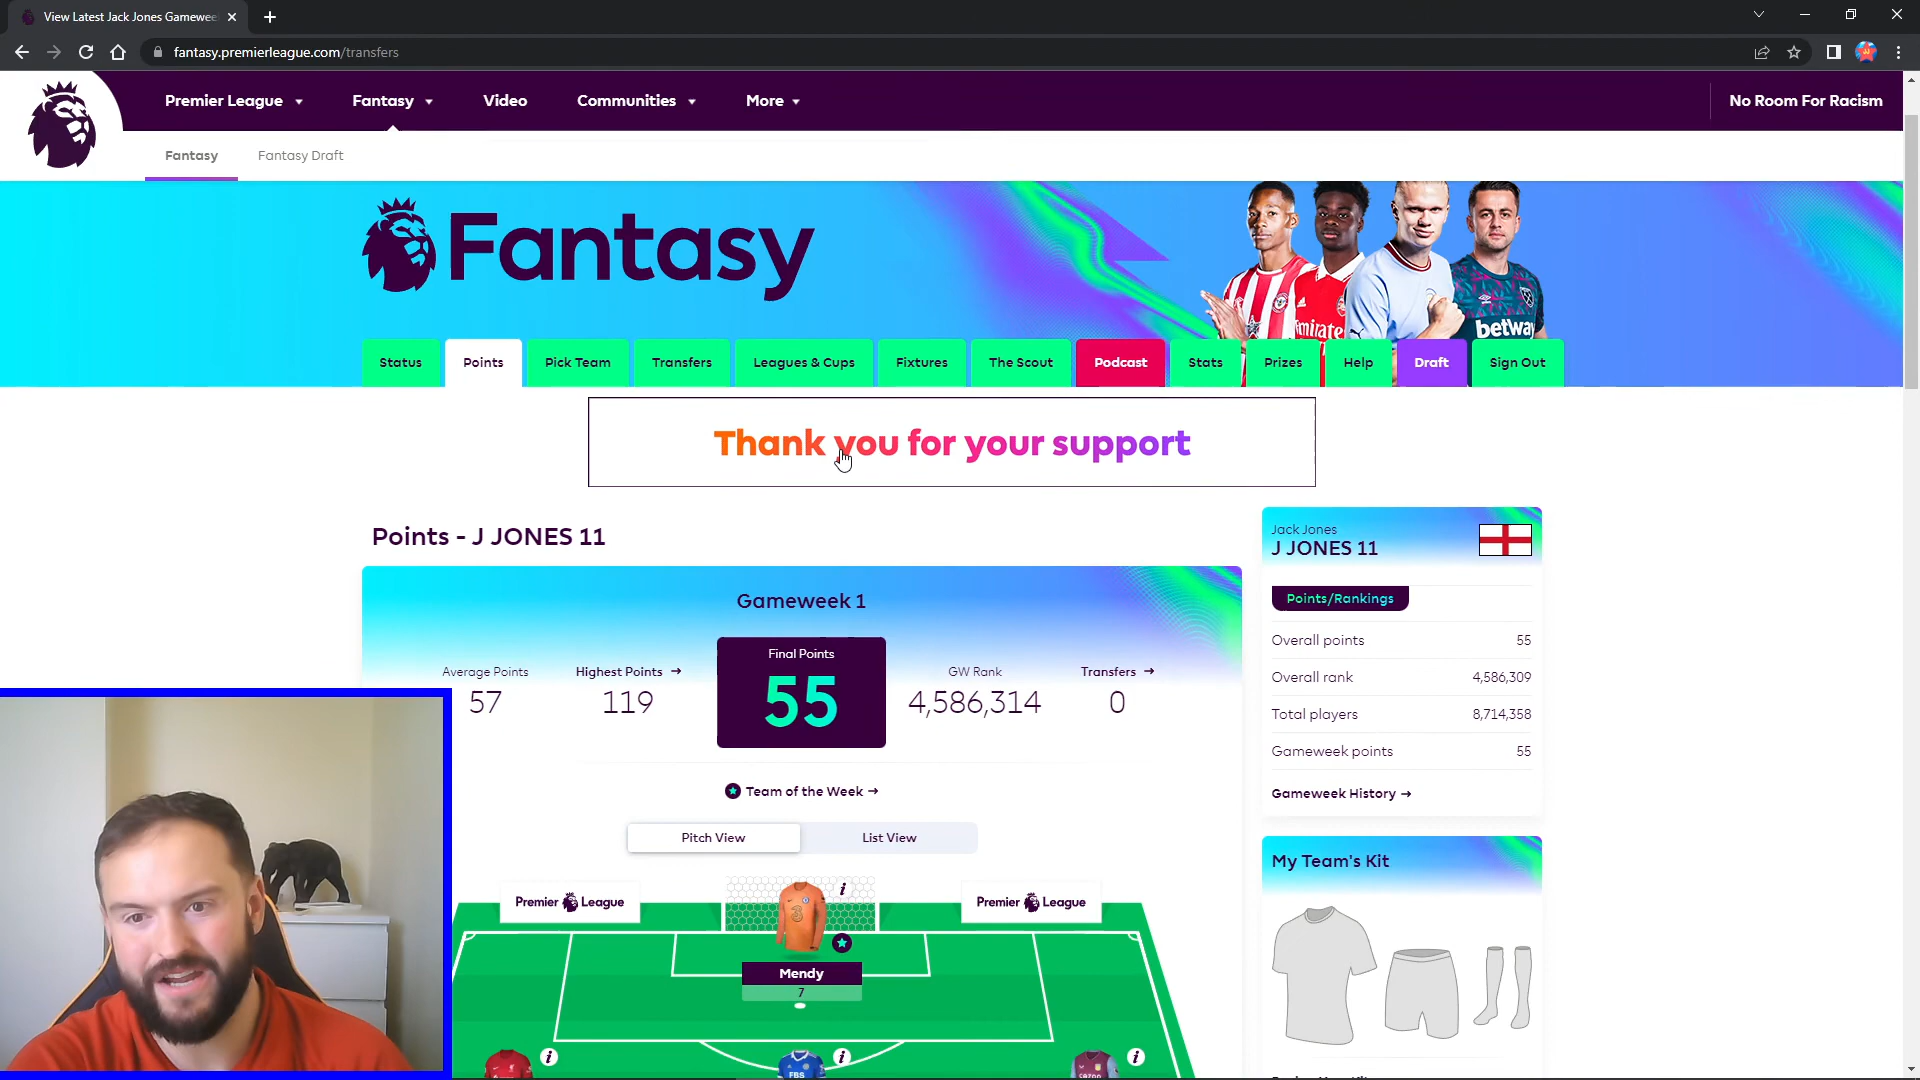 View Latest Jack Jones Gamewee
fantasy.premierleague.com/transfers
Premier League Fantasy Video Communities More No Room For Racism
Fantasy Fantasy Draft
Fantasy
betway
Status Points Pick Team Transfers Leagues & Cups Fixtures The Scout Podcast Stats Prizes Help Draft Sign Out
Thank you for your support
Points - J JONES 11
Gameweek 1
Average Points
57
Highest Points →
119
Final Points
55
GW Rank
4,586,314
Transfers →
0
Team of the Week →
Pitch View List View
Premier League Premier League
3
Mendy
7
FBS
CAZOO
Jack Jones
J JONES 11
Points/Rankings
Overall points 55
Overall rank 4,586,309
Total players 8,714,358
Gameweek points 55
Gameweek History →
My Team's Kit